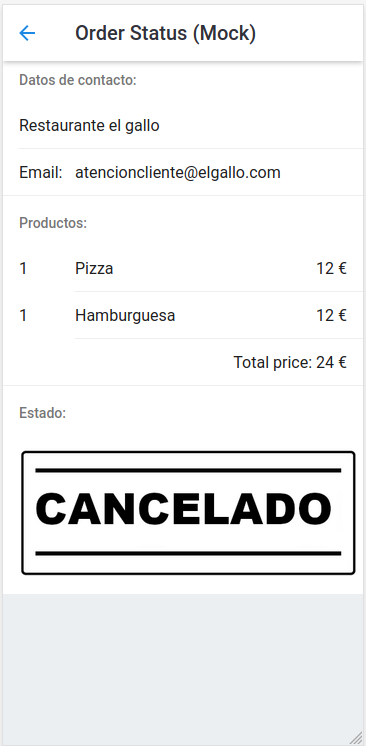 Order Status (Mock)
Datos de contacto:
Restaurante el gallo
Email: atencioncliente@elgallo.com
Productos:
1 Pizza 12 €
1 Hamburguesa 12 €
Total price: 24 €
Estado:
CANCELADO